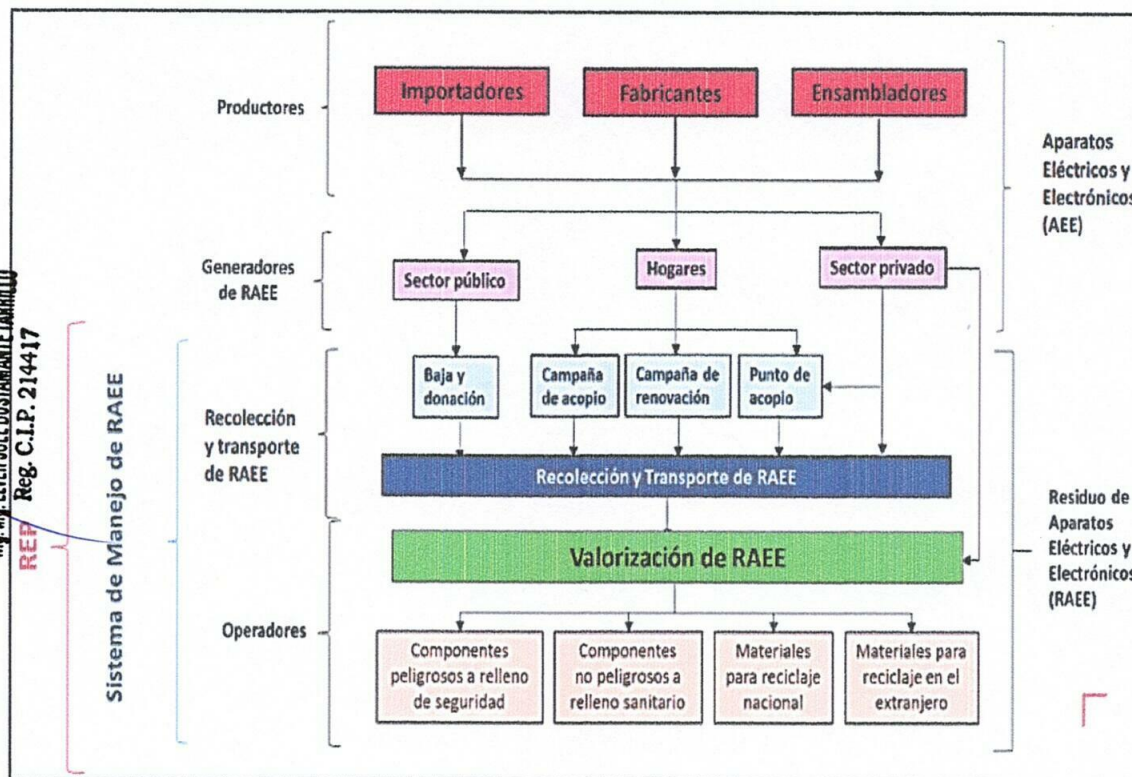 Productores
Importadores
Fabricantes
Ensambladores
Aparatos
Eléctricos y
Electrónicos
(AEE)
Generadores
de RAEE
Sector público
Hogares
Sector privado
Reg. C.I.P. 214417
REP
Sistema de Manejo de RAEE
Recolección
y transporte
de RAEE
Baja y
donación
Campaña
de acopio
Campaña de
renovación
Punto de
acopio
Recolección y Transporte de RAEE
Residuo de
Aparatos
Eléctricos y
Electrónicos
(RAEE)
Valorización de RAEE
Operadores
Componentes
peligrosos a relleno
de seguridad
Componentes
no peligrosos a
relleno sanitario
Materiales
para reciclaje
nacional
Materiales para
reciclaje en el
extranjero